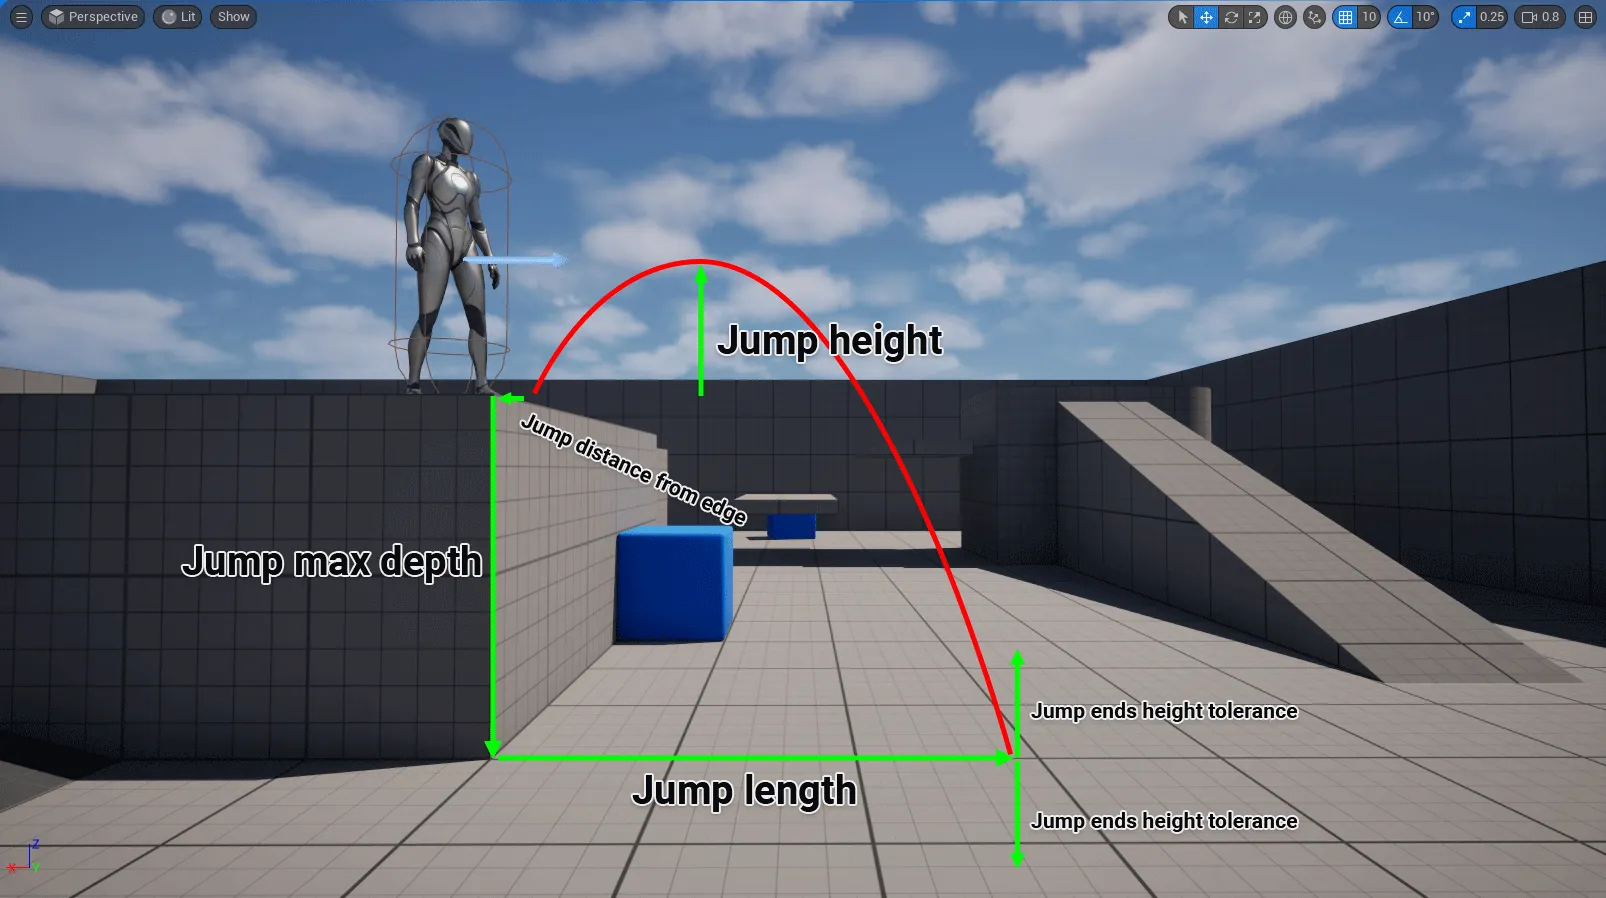 Perspective
Lit
Show
10
10°
0.25
0.8
Jump height
Jump distance from edge
Jump max depth
Jump ends height tolerance
Jump length
Jump ends height tolerance
Z
X
Y